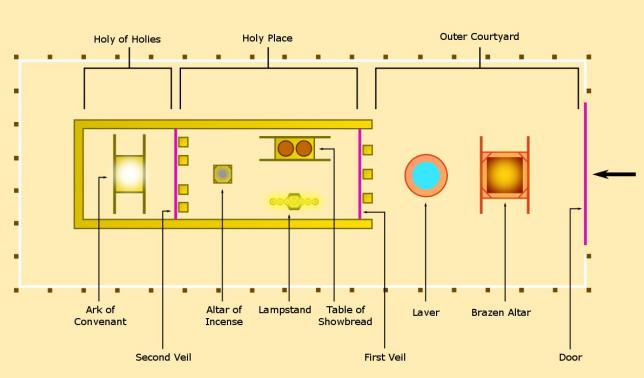 Holy of Holies
Holy Place
Outer Courtyard
Ark of
Convenant
Altar of
Incense
Lampstand
Table of
Showbread
Laver
Brazen Altar
Second Veil
First Veil
Door